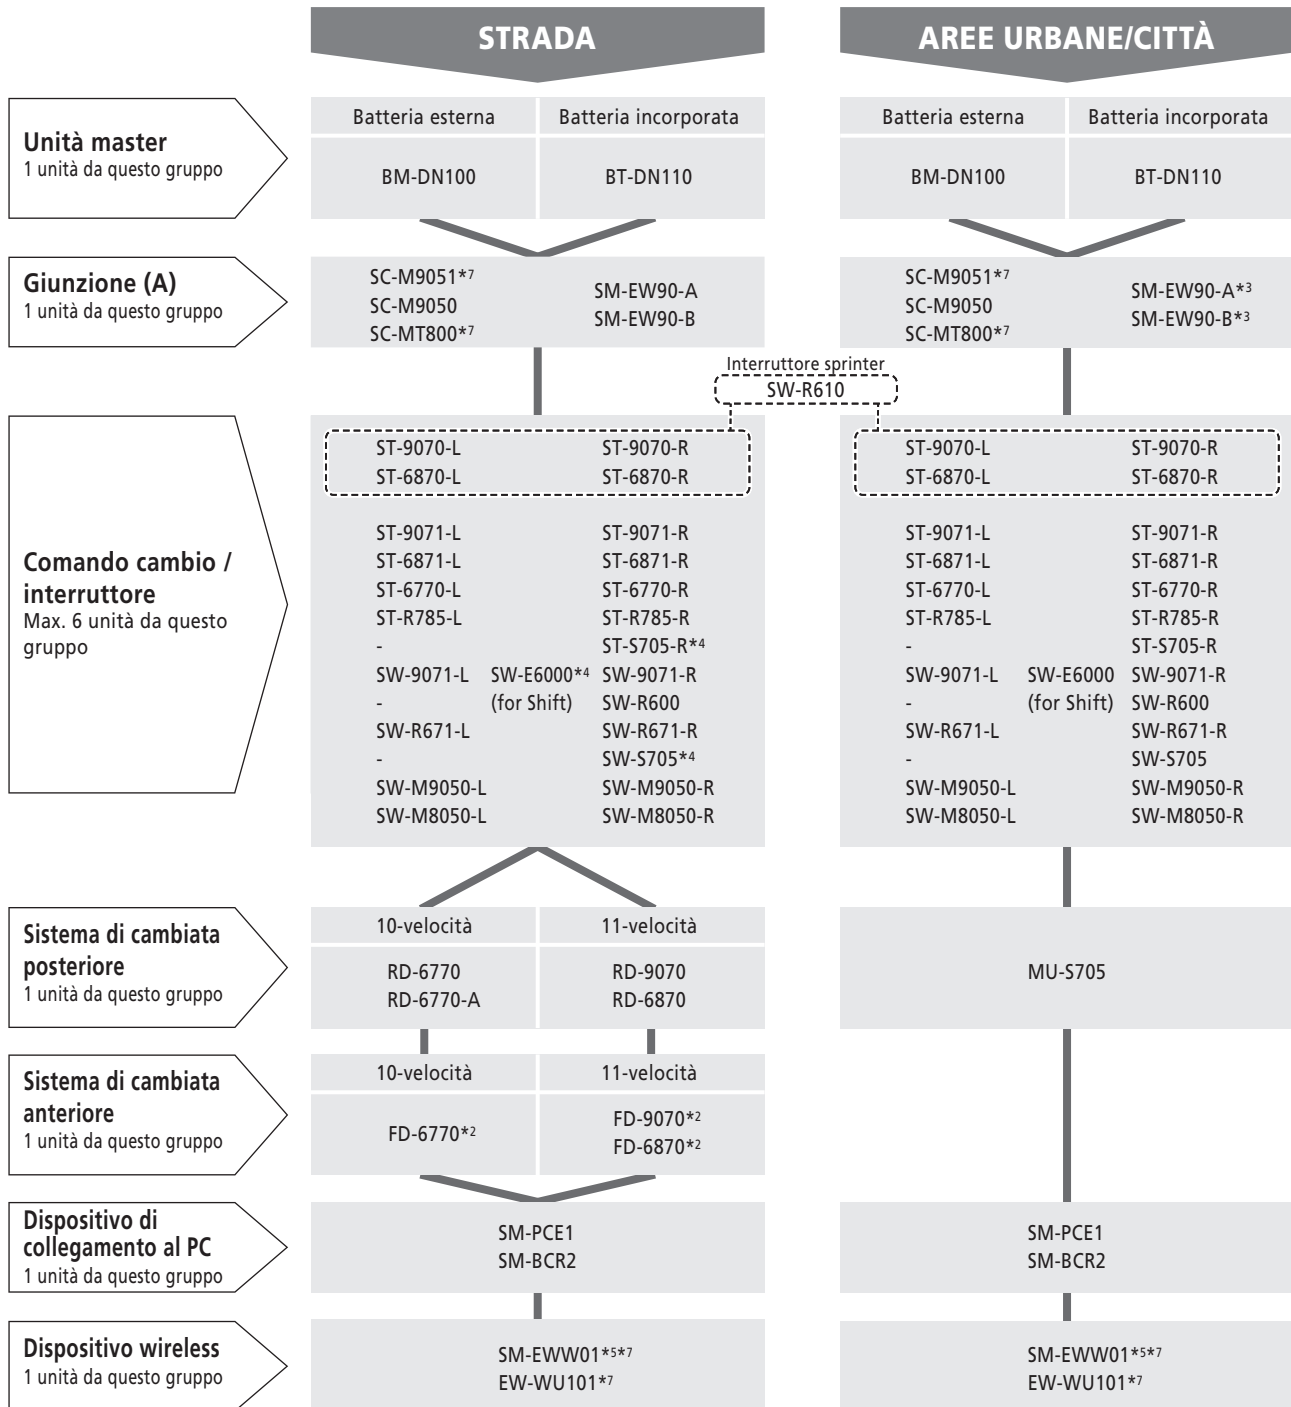 STRADA
AREE URBANE/CITTÀ
Unità master
1 unità da questo gruppo
Batteria esterna
Batteria incorporata
BM-DN100
BT-DN110
Batteria esterna
Batteria incorporata
BM-DN100
BT-DN110
Giunzione (A)
1 unità da questo gruppo
SC-M9051*7
SC-M9050
SC-MT800*7
SM-EW90-A
SM-EW90-B
SC-M9051*7
SC-M9050
SC-MT800*7
SM-EW90-A*3
SM-EW90-B*3
Interruttore sprinter
SW-R610
Comando cambio /
interruttore
Max. 6 unità da questo
gruppo
ST-9070-L ST-9070-R
ST-6870-L ST-6870-R
ST-9071-L ST-9071-R
ST-6871-L ST-6871-R
ST-6770-L ST-6770-R
ST-R785-L ST-R785-R
- ST-S705-R*4
SW-9071-L SW-E6000*4 SW-9071-R
- (for Shift) SW-R600
SW-R671-L SW-R671-R
- SW-S705*4
SW-M9050-L SW-M9050-R
SW-M8050-L SW-M8050-R
ST-9070-L ST-9070-R
ST-6870-L ST-6870-R
ST-9071-L ST-9071-R
ST-6871-L ST-6871-R
ST-6770-L ST-6770-R
ST-R785-L ST-R785-R
- ST-S705-R
SW-9071-L SW-E6000 SW-9071-R
- (for Shift) SW-R600
SW-R671-L SW-R671-R
- SW-S705
SW-M9050-L SW-M9050-R
SW-M8050-L SW-M8050-R
Sistema di cambiata
posteriore
1 unità da questo gruppo
10-velocità
11-velocità
RD-6770
RD-6770-A
RD-9070
RD-6870
MU-S705
Sistema di cambiata
anteriore
1 unità da questo gruppo
10-velocità
11-velocità
FD-6770*2
FD-9070*2
FD-6870*2
Dispositivo di
collegamento al PC
1 unità da questo gruppo
SM-PCE1
SM-BCR2
SM-PCE1
SM-BCR2
Dispositivo wireless
1 unità da questo gruppo
SM-EWW01*5*7
EW-WU101*7
SM-EWW01*5*7
EW-WU101*7